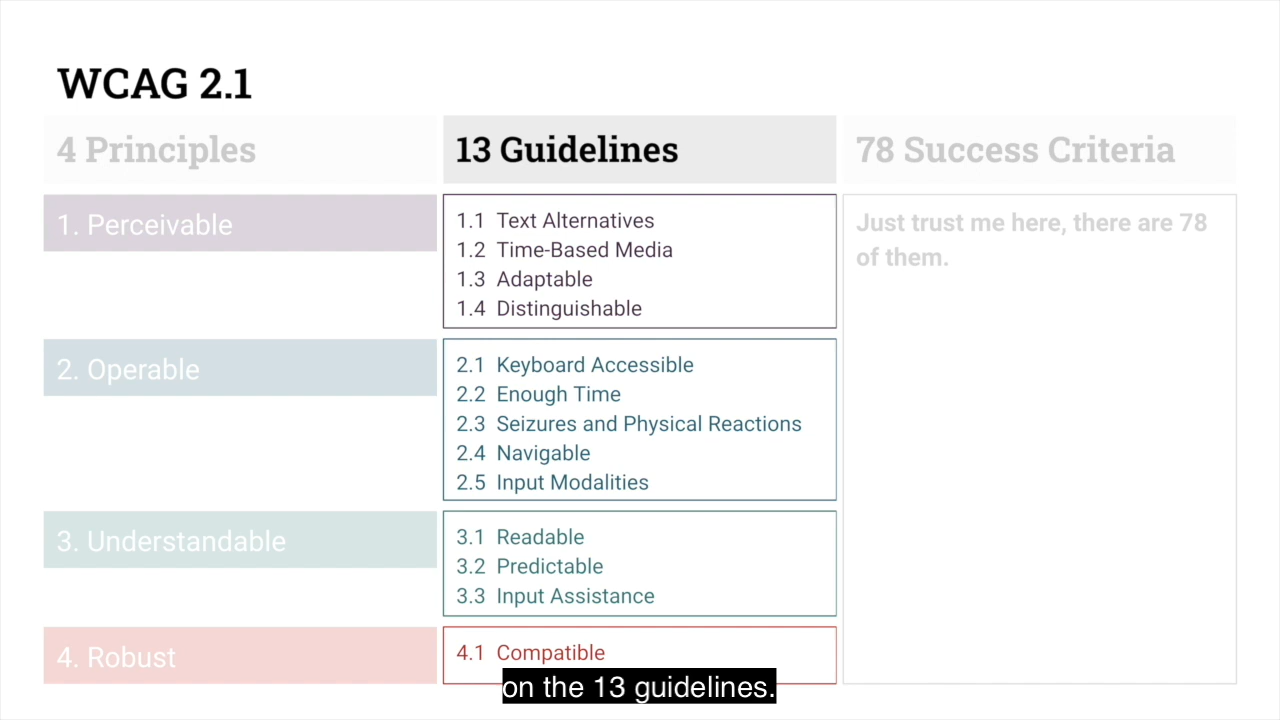 WCAG 2.1
4 Principles
13 Guidelines
78 Success Criteria
1. Perceivable
1.1 Text Alternatives
1.2 Time-Based Media
1.3 Adaptable
1.4 Distinguishable
Just trust me here, there are 78
of them.
2. Operable
2.1 Keyboard Accessible
2.2 Enough Time
2.3 Seizures and Physical Reactions
2.4 Navigable
2.5 Input Modalities
3. Understandable
3.1 Readable
3.2 Predictable
3.3 Input Assistance
4. Robust
4.1 Compatible
on the 13 guidelines.